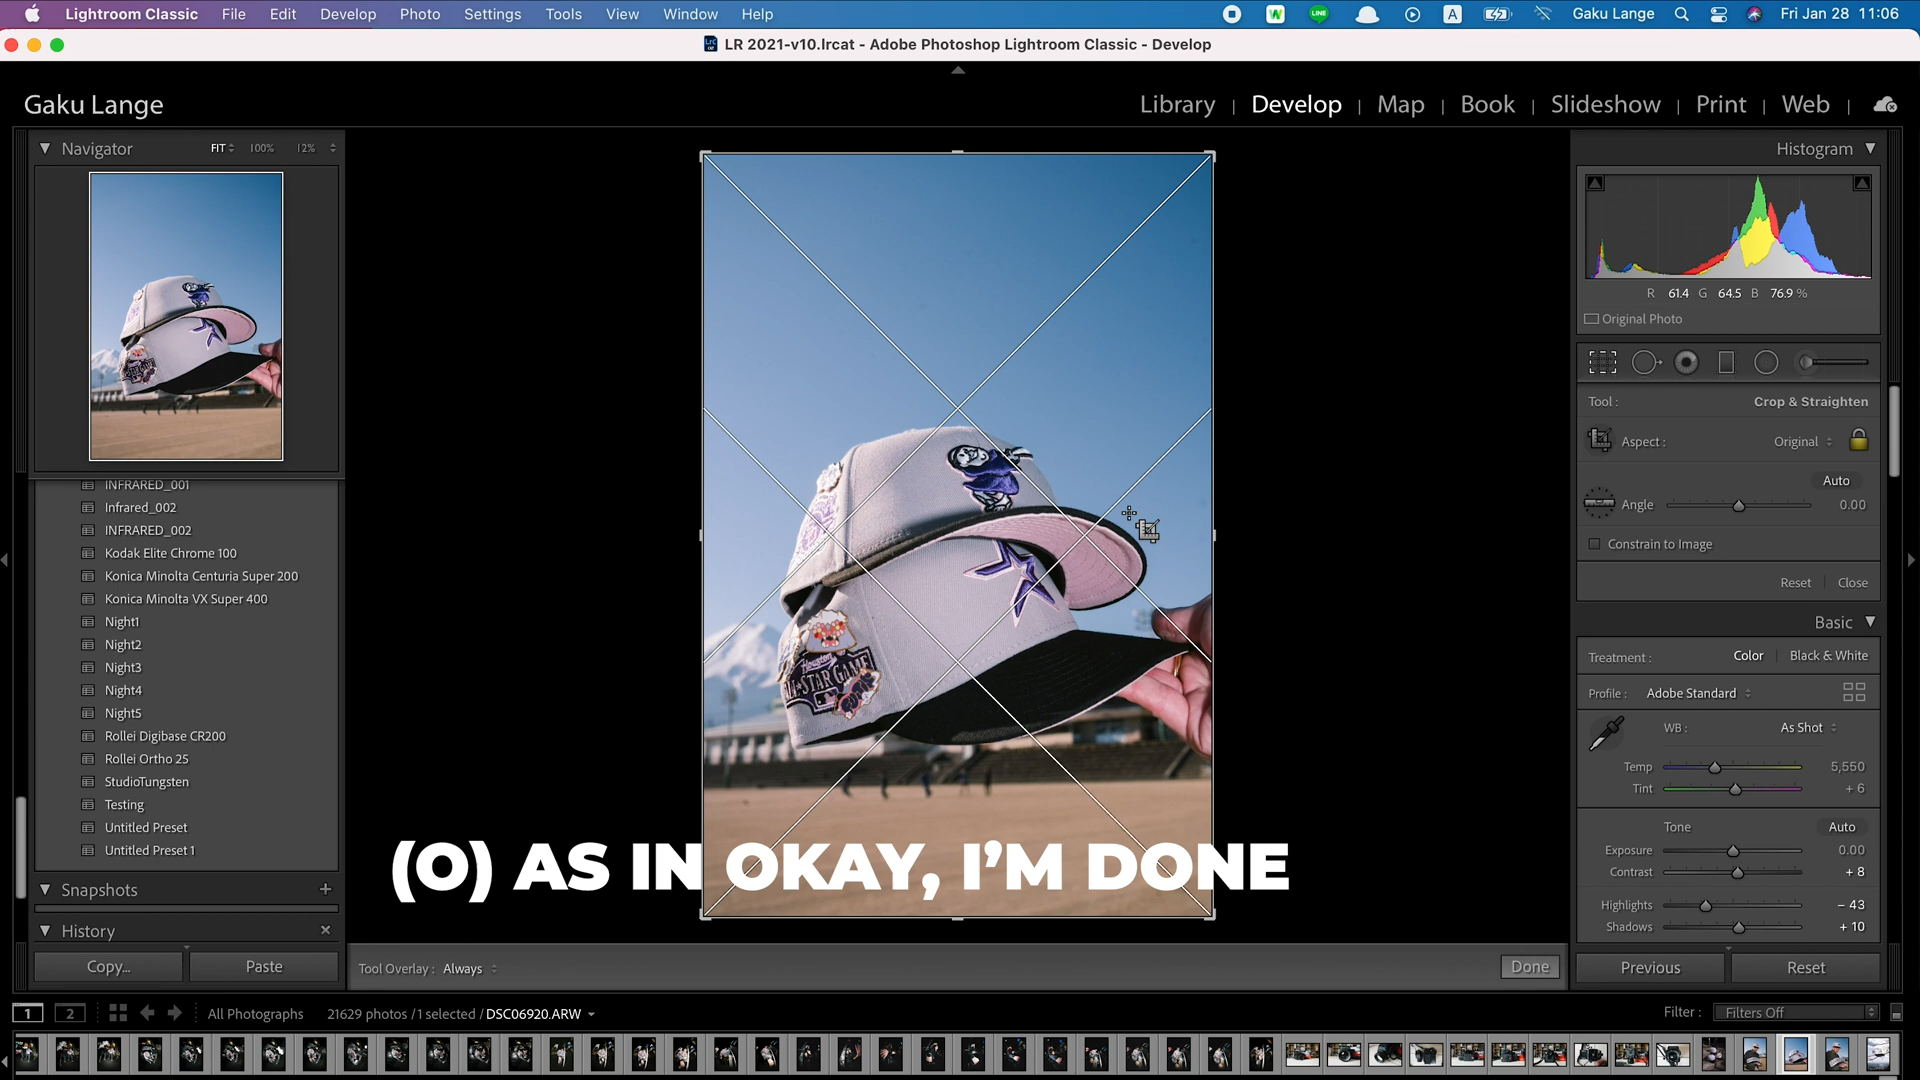 Lightroom Classic File Edit Develop Photo Settings Tools View Window Help W LINE A Gaku Lange Fri Jan 28 11:06
LR 2021-v10.lrcat - Adobe Photoshop Lightroom Classic - Develop
Gaku Lange
Library | Develop | Map | Book | Slideshow | Print | Web |
Navigator FIT 100% 12%
INFRARED_001
Infrared_002
INFRARED_002
Kodak Elite Chrome 100
Konica Minolta Centuria Super 200
Konica Minolta VX Super 400
Night1
Night2
Night3
Night4
Night5
Rollei Digibase CR200
Rollei Ortho 25
StudioTungsten
Testing
Untitled Preset
Untitled Preset 1
Snapshots +
History ×
Copy... Paste
Houston
ALL-STAR GAME
(O) AS IN OKAY, I'M DONE
Tool Overlay : Always Done
Histogram
R 61.4 G 64.5 B 76.9 %
Original Photo
Tool : Crop & Straighten
Aspect : Original
Auto
Angle 0.00
Constrain to Image
Reset Close
Basic
Treatment : Color Black & White
Profile : Adobe Standard
WB : As Shot
Temp 5,550
Tint + 6
Tone Auto
Exposure 0.00
Contrast + 8
Highlights – 43
Shadows + 10
Previous Reset
1 2 All Photographs 21629 photos / 1 selected / DSC06920.ARW Filter : Filters Off